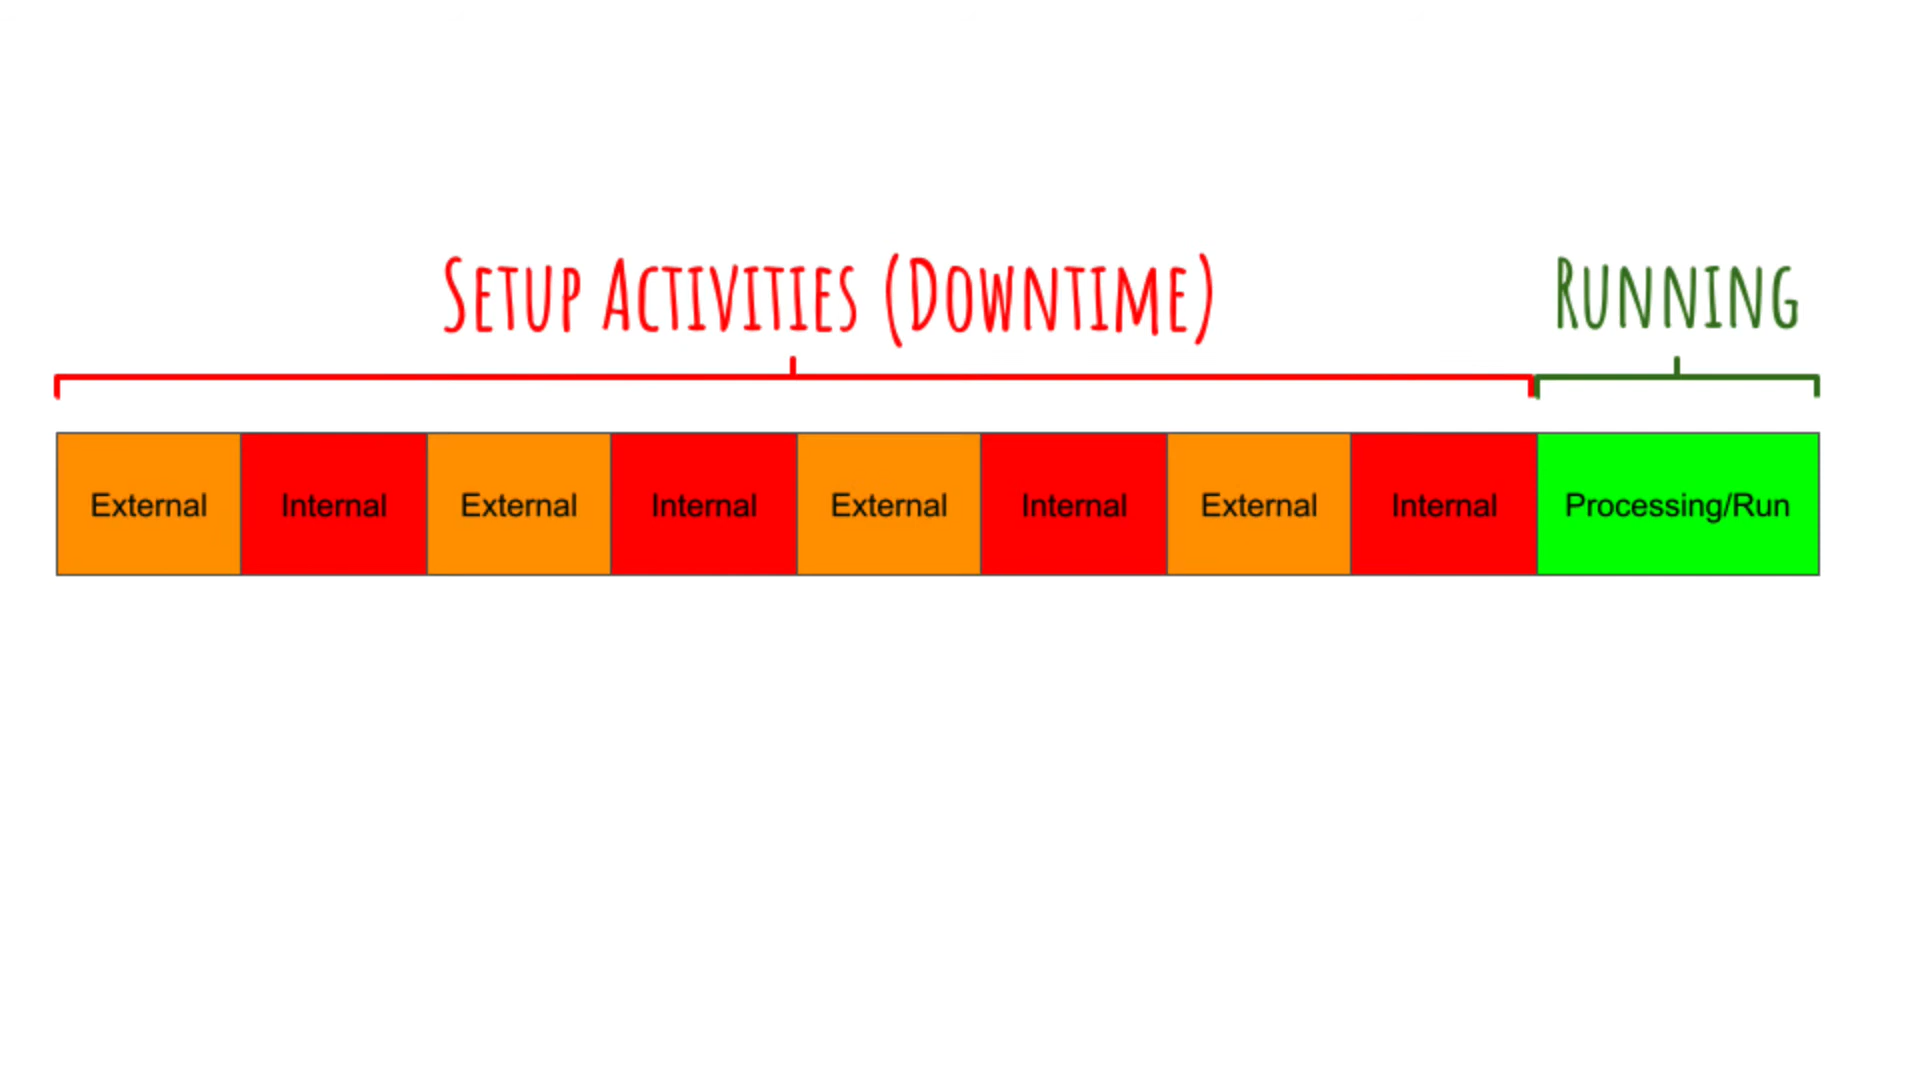 Setup Activities (Downtime)
Running
External
Internal
External
Internal
External
Internal
External
Internal
Processing/Run